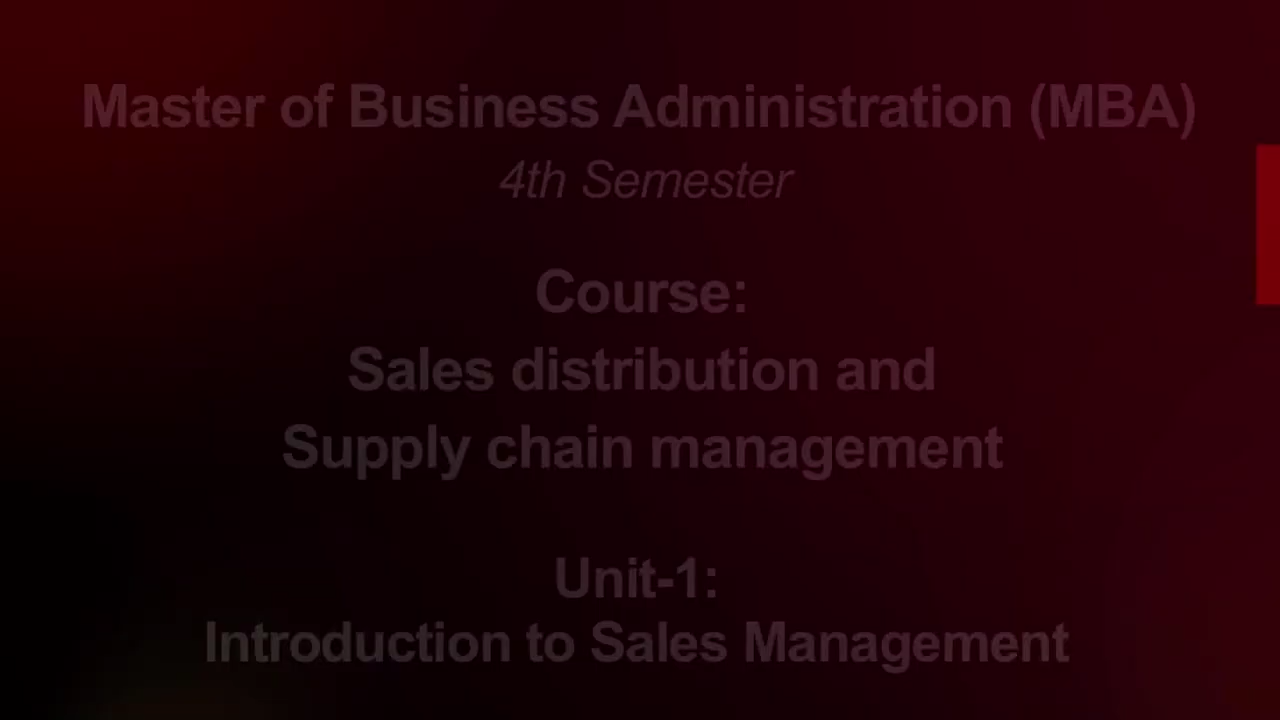 Master of Business Administration (MBA)
4th Semester
Course:
Sales distribution and
Supply chain management
Unit-1:
Introduction to Sales Management